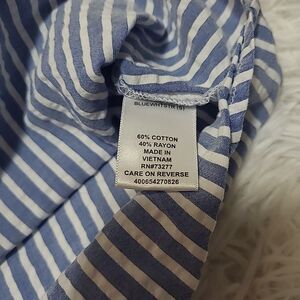 60% COTTON
40% RAYON
MADE IN
VIETNAM
RN#73277
CARE ON REVERSE
400654270826